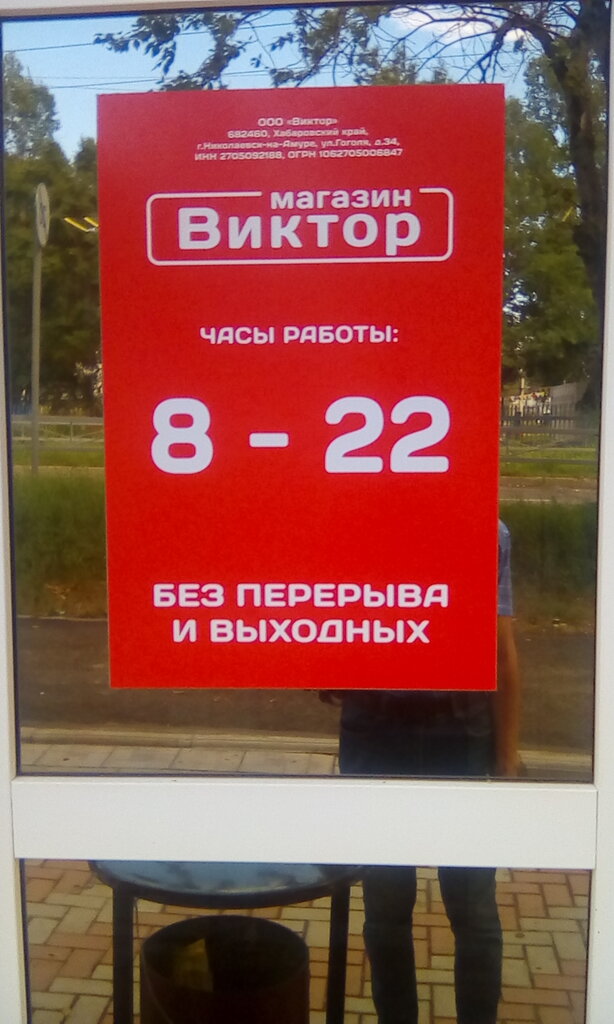 ООО «Виктор»
682460, Хабаровский край,
г.Николаевск-на-Амуре, ул.Гоголя, д.34,
ИНН 2705092188, ОГРН 1062705006847
магазин
Виктор
ЧАСЫ РАБОТЫ:
8 - 22
БЕЗ ПЕРЕРЫВА
И ВЫХОДНЫХ